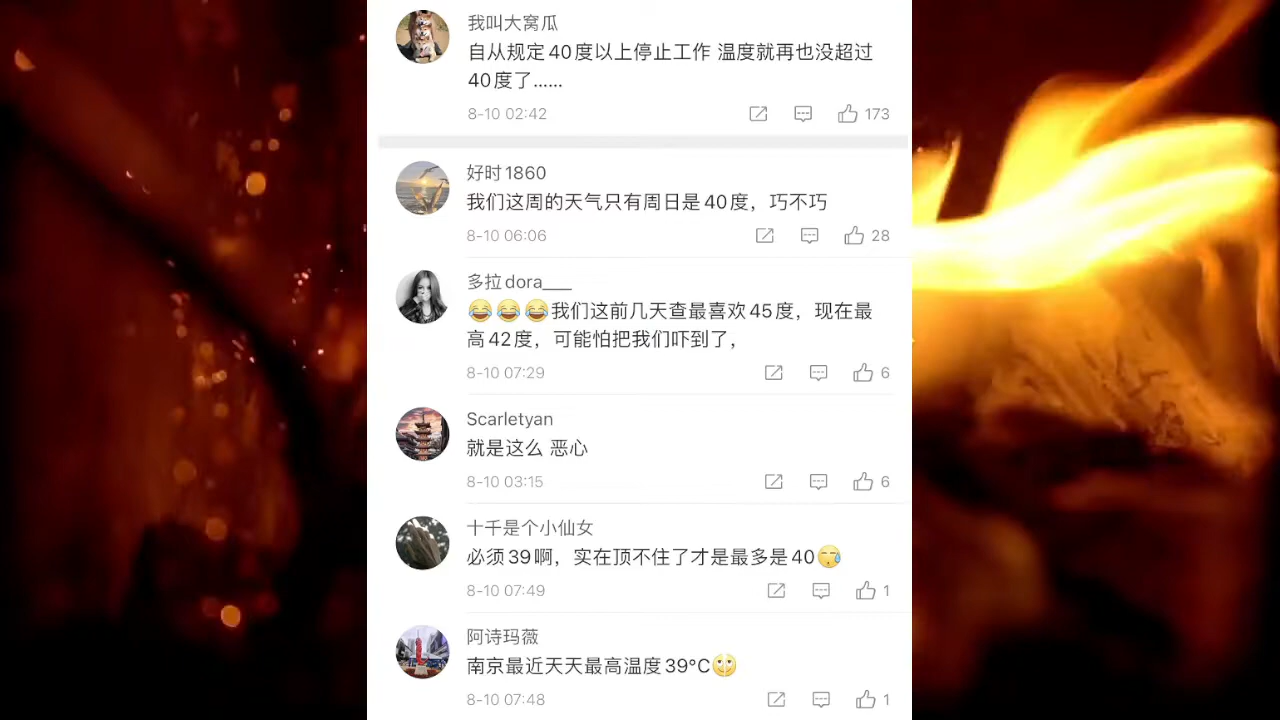 我叫大窝瓜
自从规定40度以上停止工作 温度就再也没超过
40度了……
8-10 02:42
173
好时1860
我们这周的天气只有周日是40度，巧不巧
8-10 06:06
28
多拉dora___
😂😂😂我们这前几天查最喜欢45度，现在最
高42度，可能怕把我们吓到了，
8-10 07:29
6
Scarletyan
就是这么 恶心
8-10 03:15
6
十千是个小仙女
必须39啊，实在顶不住了才是最多是40
8-10 07:49
1
阿诗玛薇
南京最近天天最高温度39°C
8-10 07:48
1